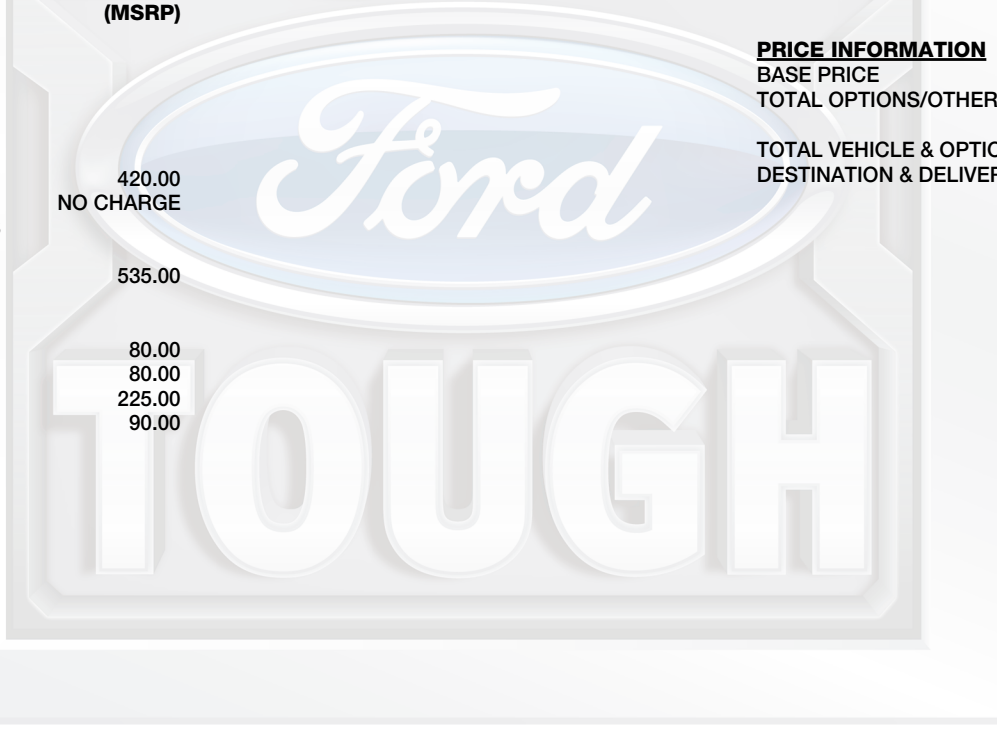 (MSRP)
420.00
NO CHARGE
535.00
80.00
80.00
225.00
90.00
PRICE INFORMATION
BASE PRICE
TOTAL OPTIONS/OTHER
TOTAL VEHICLE & OPTIO
DESTINATION & DELIVER
Ford
TOUGH